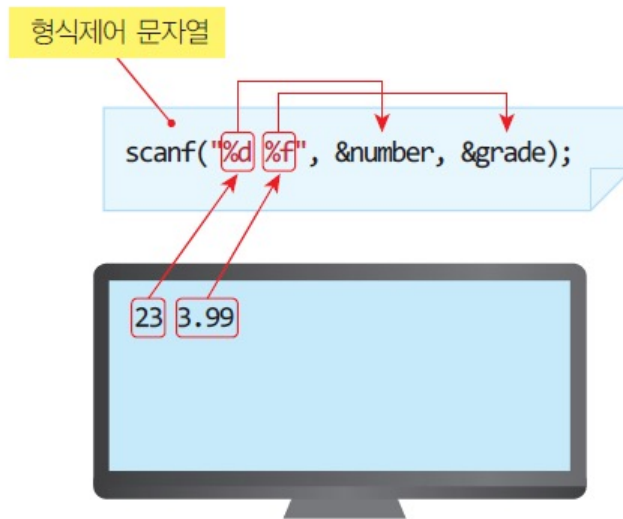 형식제어 문자열
scanf("%d %f", &number, &grade);
23 3.99